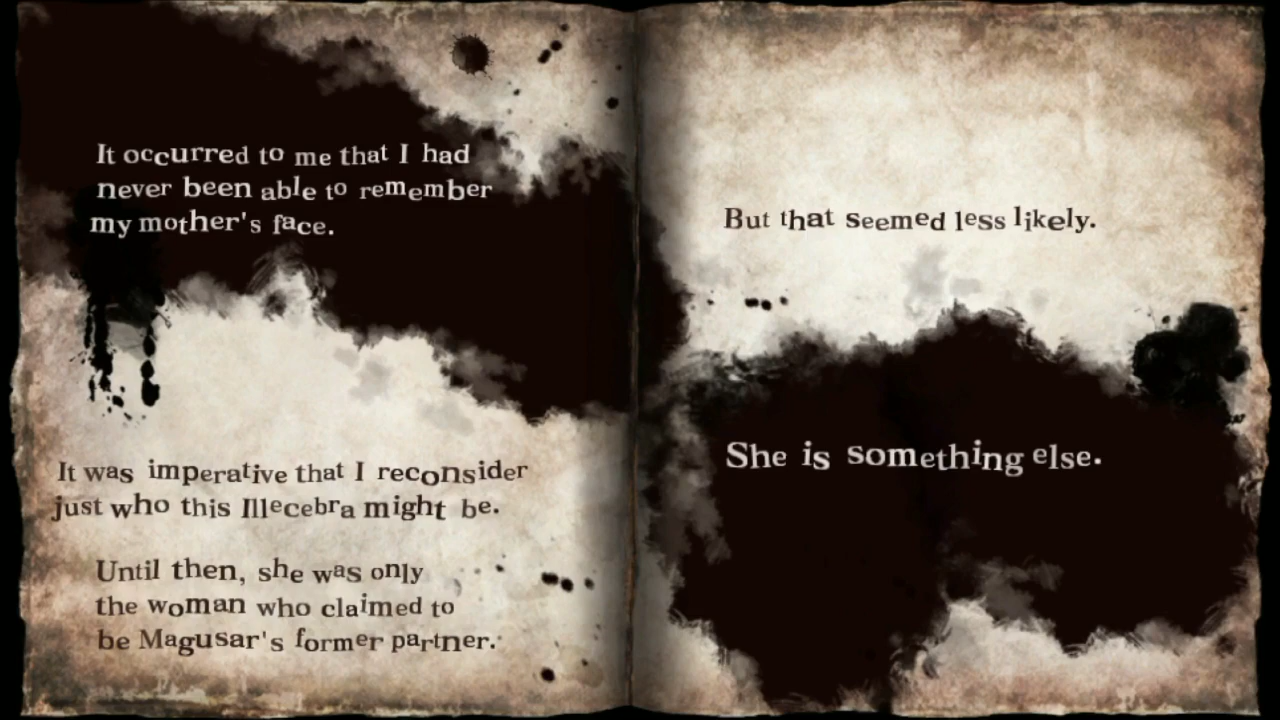 It occurred to me that I had
never been able to remember
my mother's face.
It was imperative that I reconsider
just who this Illecebra might be.
Until then, she was only
the woman who claimed to
be Magusar's former partner.
But that seemed less likely.
She is something else.